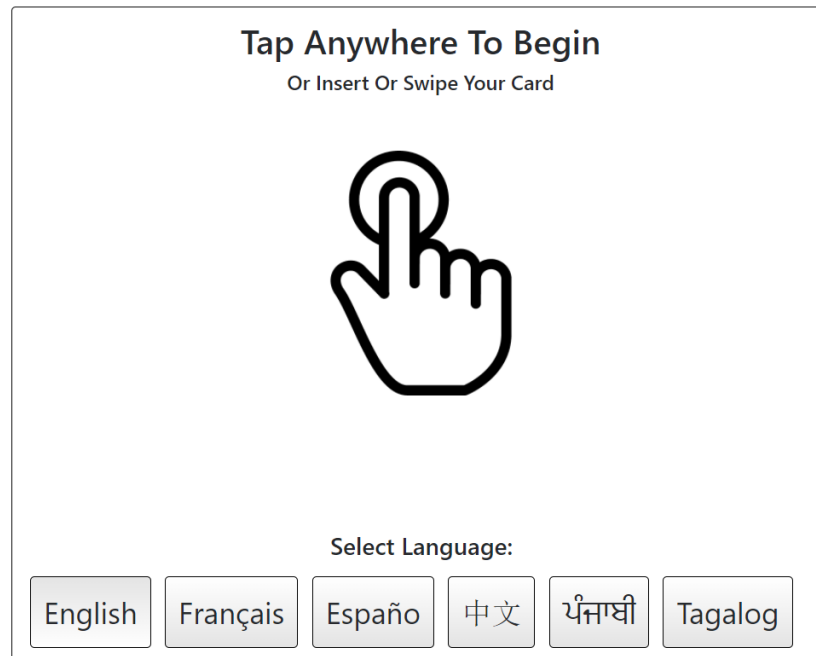 Tap Anywhere To Begin
Or Insert Or Swipe Your Card
Select Language:
English Français Españo 中文 ਪੰਜਾਬੀ Tagalog